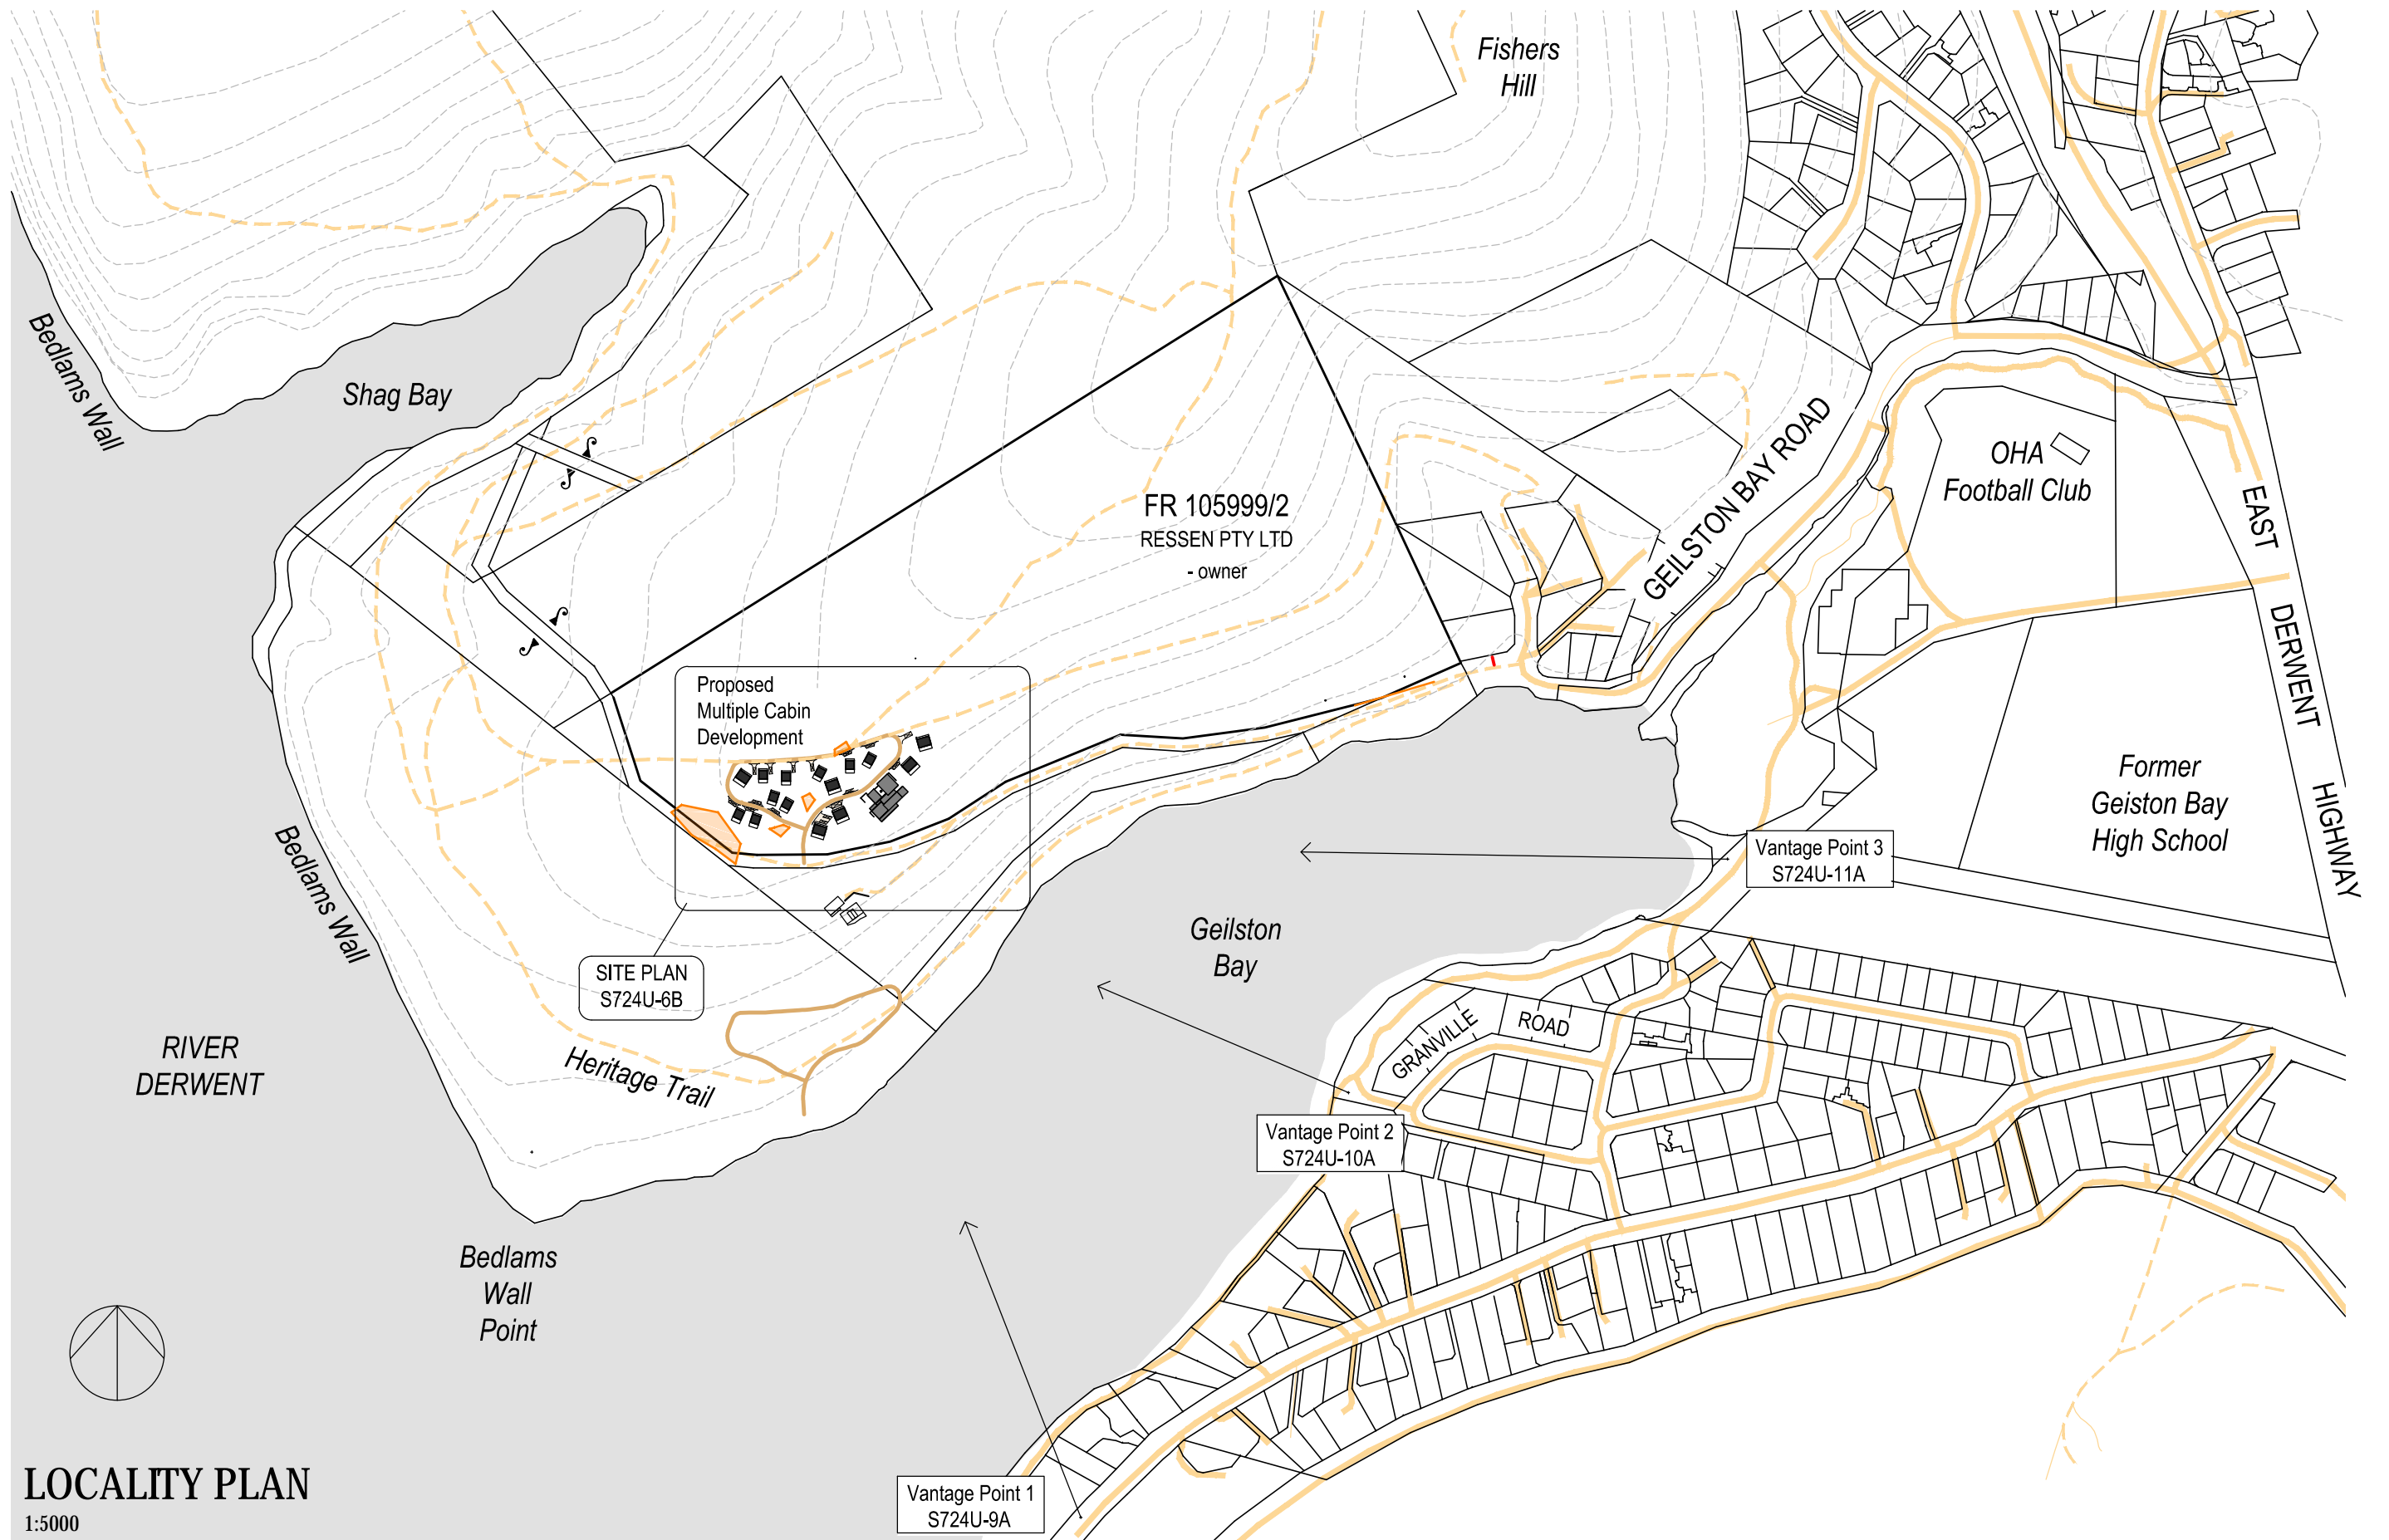 Fishers
Hill
Bedlams Wall
Shag Bay
GEILSTON BAY ROAD
OHA
Football Club
FR 105999/2
RESSEN PTY LTD
- owner
EAST DERWENT HIGHWAY
Proposed
Multiple Cabin
Development
Former
Geiston Bay
High School
Bedlams Wall
Vantage Point 3
S724U-11A
Geilston
Bay
SITE PLAN
S724U-6B
GRANVILLE ROAD
RIVER
DERWENT
Heritage Trail
Vantage Point 2
S724U-10A
Bedlams
Wall
Point
LOCALITY PLAN
1:5000
Vantage Point 1
S724U-9A